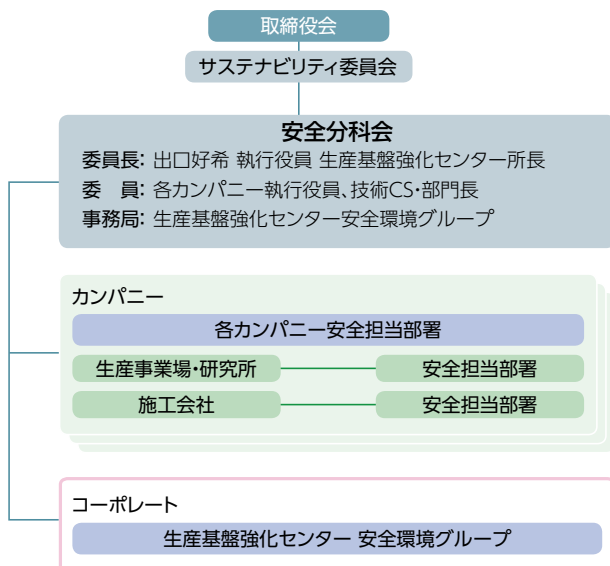 取締役会
サステナビリティ委員会
安全分科会
委員長: 出口好希 執行役員 生産基盤強化センター所長
委　員: 各カンパニー執行役員、技術CS・部門長
事務局: 生産基盤強化センター安全環境グループ
カンパニー
各カンパニー安全担当部署
生産事業場・研究所 安全担当部署
施工会社 安全担当部署
コーポレート
生産基盤強化センター 安全環境グループ